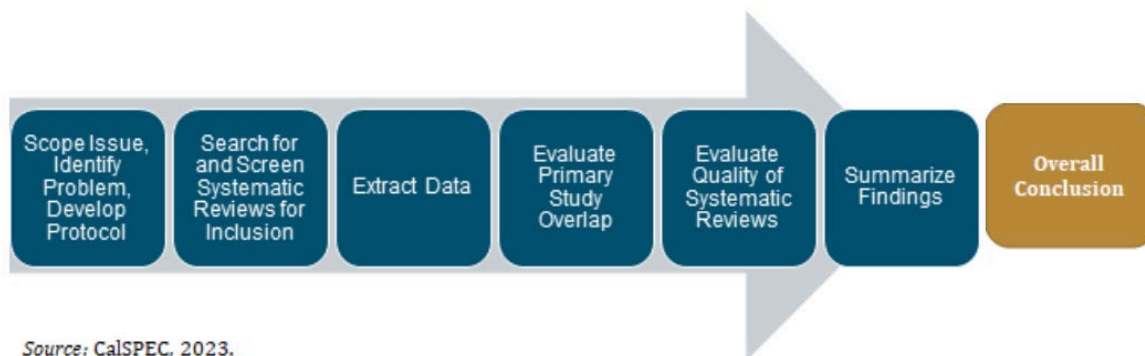 Scope Issue,
Identify
Problem,
Develop
Protocol
Search for
and Screen
Systematic
Reviews for
Inclusion
Extract Data
Evaluate
Primary
Study
Overlap
Evaluate
Quality of
Systematic
Reviews
Summarize
Findings
Overall
Conclusion
Source: CalSPEC, 2023.